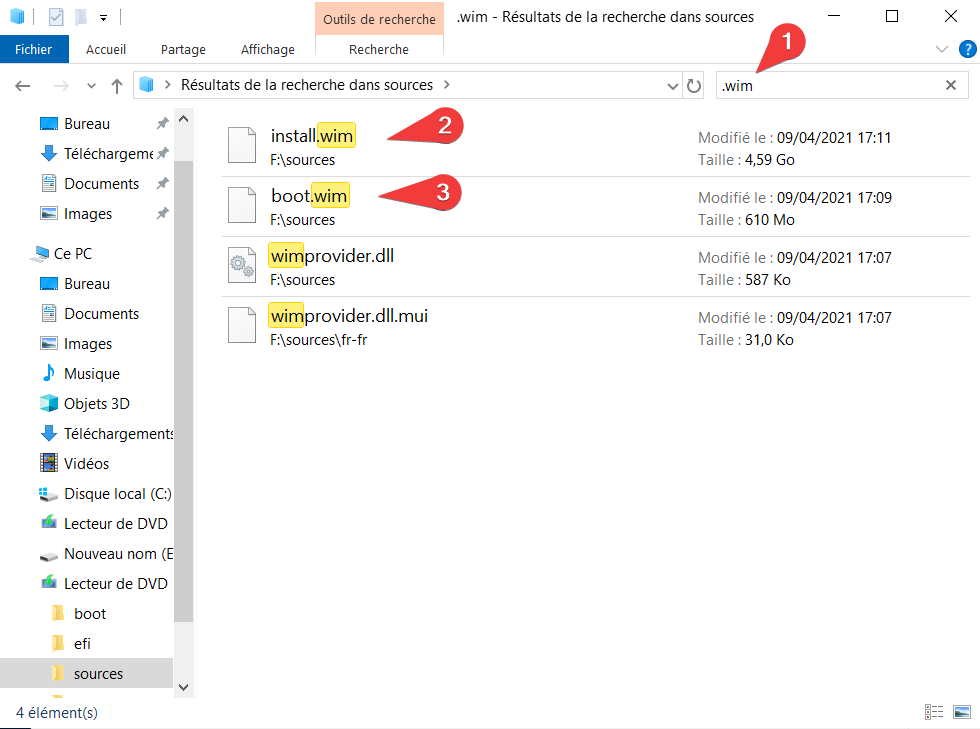 Outils de recherche
.wim - Résultats de la recherche dans sources
Fichier
Accueil
Partage
Affichage
Recherche
?
1
Résultats de la recherche dans sources
.wim
Bureau
Téléchargeme
Documents
Images
Ce PC
Bureau
Documents
Images
Musique
Objets 3D
Téléchargements
Vidéos
Disque local (C:)
Lecteur de DVD
Nouveau nom (E
Lecteur de DVD
boot
efi
sources
install.wim
F:\sources
2
Modifié le : 09/04/2021 17:11
Taille : 4,59 Go
boot.wim
F:\sources
3
Modifié le : 09/04/2021 17:09
Taille : 610 Mo
wimprovider.dll
F:\sources
Modifié le : 09/04/2021 17:07
Taille : 587 Ko
wimprovider.dll.mui
F:\sources\fr-fr
Modifié le : 09/04/2021 17:07
Taille : 31,0 Ko
4 élément(s)